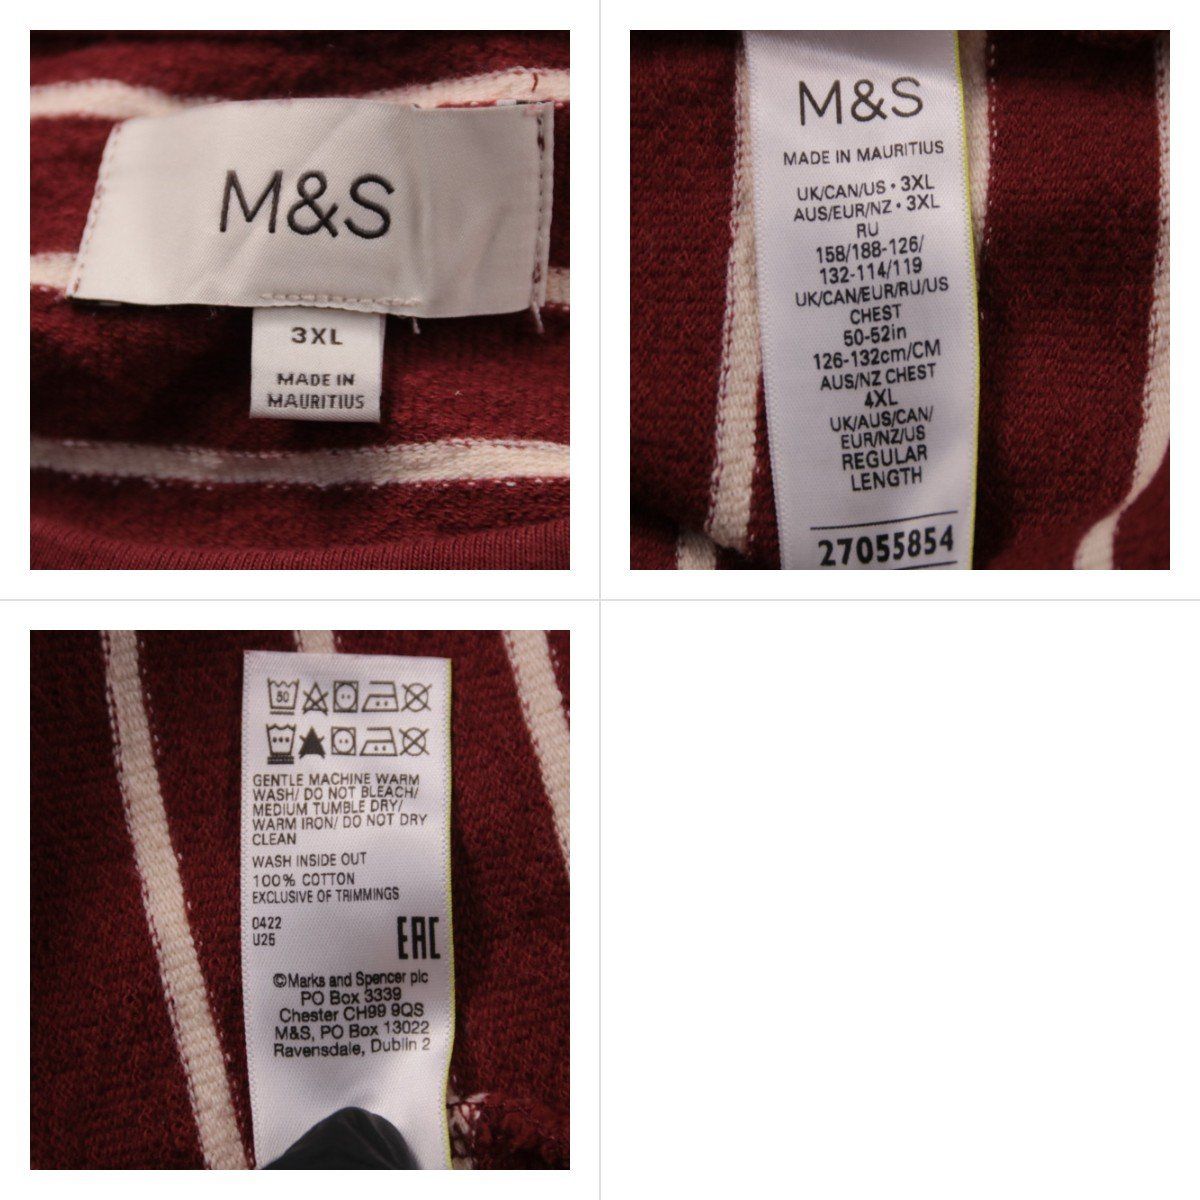 M&S
3XL
MADE IN
MAURITIUS
M&S
MADE IN MAURITIUS
UK/CAN/US • 3XL
AUS/EUR/NZ • 3XL
RU
158/188-126/
132-114/119
UK/CAN/EUR/RU/US
CHEST
50-52in
126-132cm/CM
AUS/NZ CHEST
4XL
UK/AUS/CAN/
EUR/NZ/US
REGULAR
LENGTH
27055854
GENTLE MACHINE WARM
WASH/ DO NOT BLEACH/
MEDIUM TUMBLE DRY/
WARM IRON/ DO NOT DRY
CLEAN
WASH INSIDE OUT
100% COTTON
EXCLUSIVE OF TRIMMINGS
0422
U25
EAC
©Marks and Spencer plc
PO Box 3339
Chester CH99 9QS
M&S, PO Box 13022
Ravensdale, Dublin 2